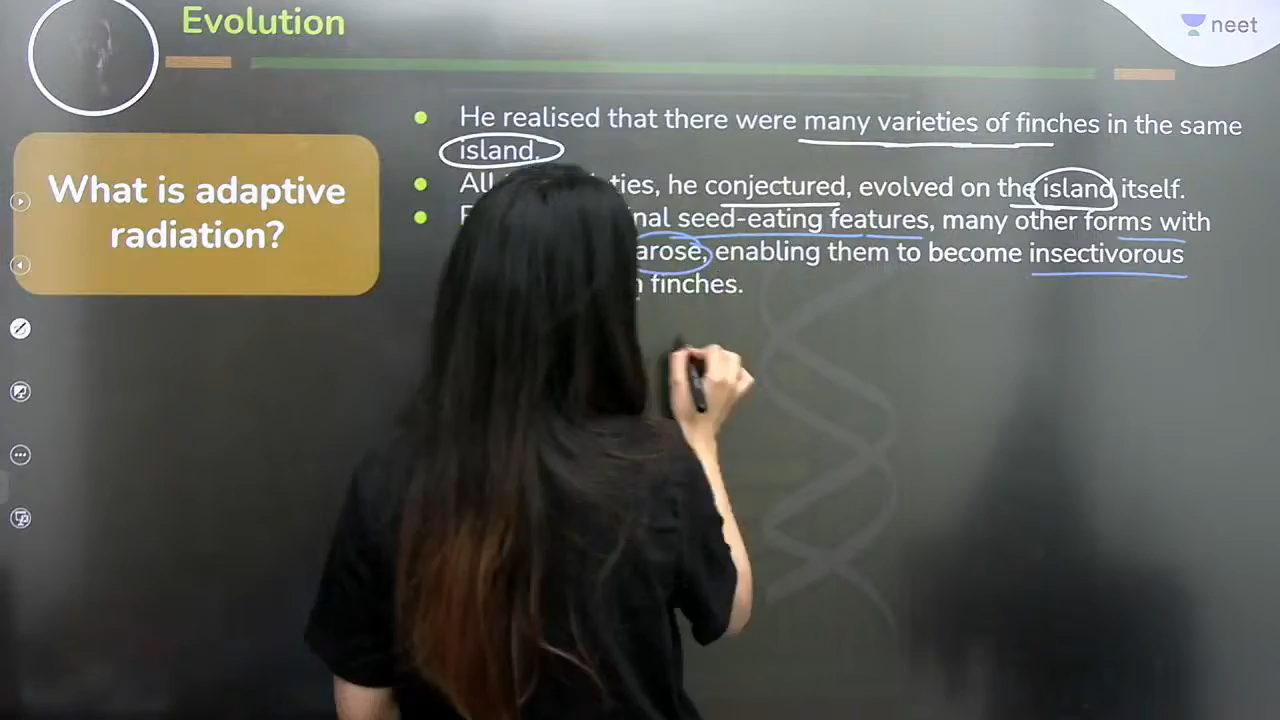 Evolution
neet
What is adaptive
radiation?
He realised that there were many varieties of finches in the same
island.
All ties, he conjectured, evolved on the island itself.
nal seed-eating features, many other forms with
arose, enabling them to become insectivorous
finches.